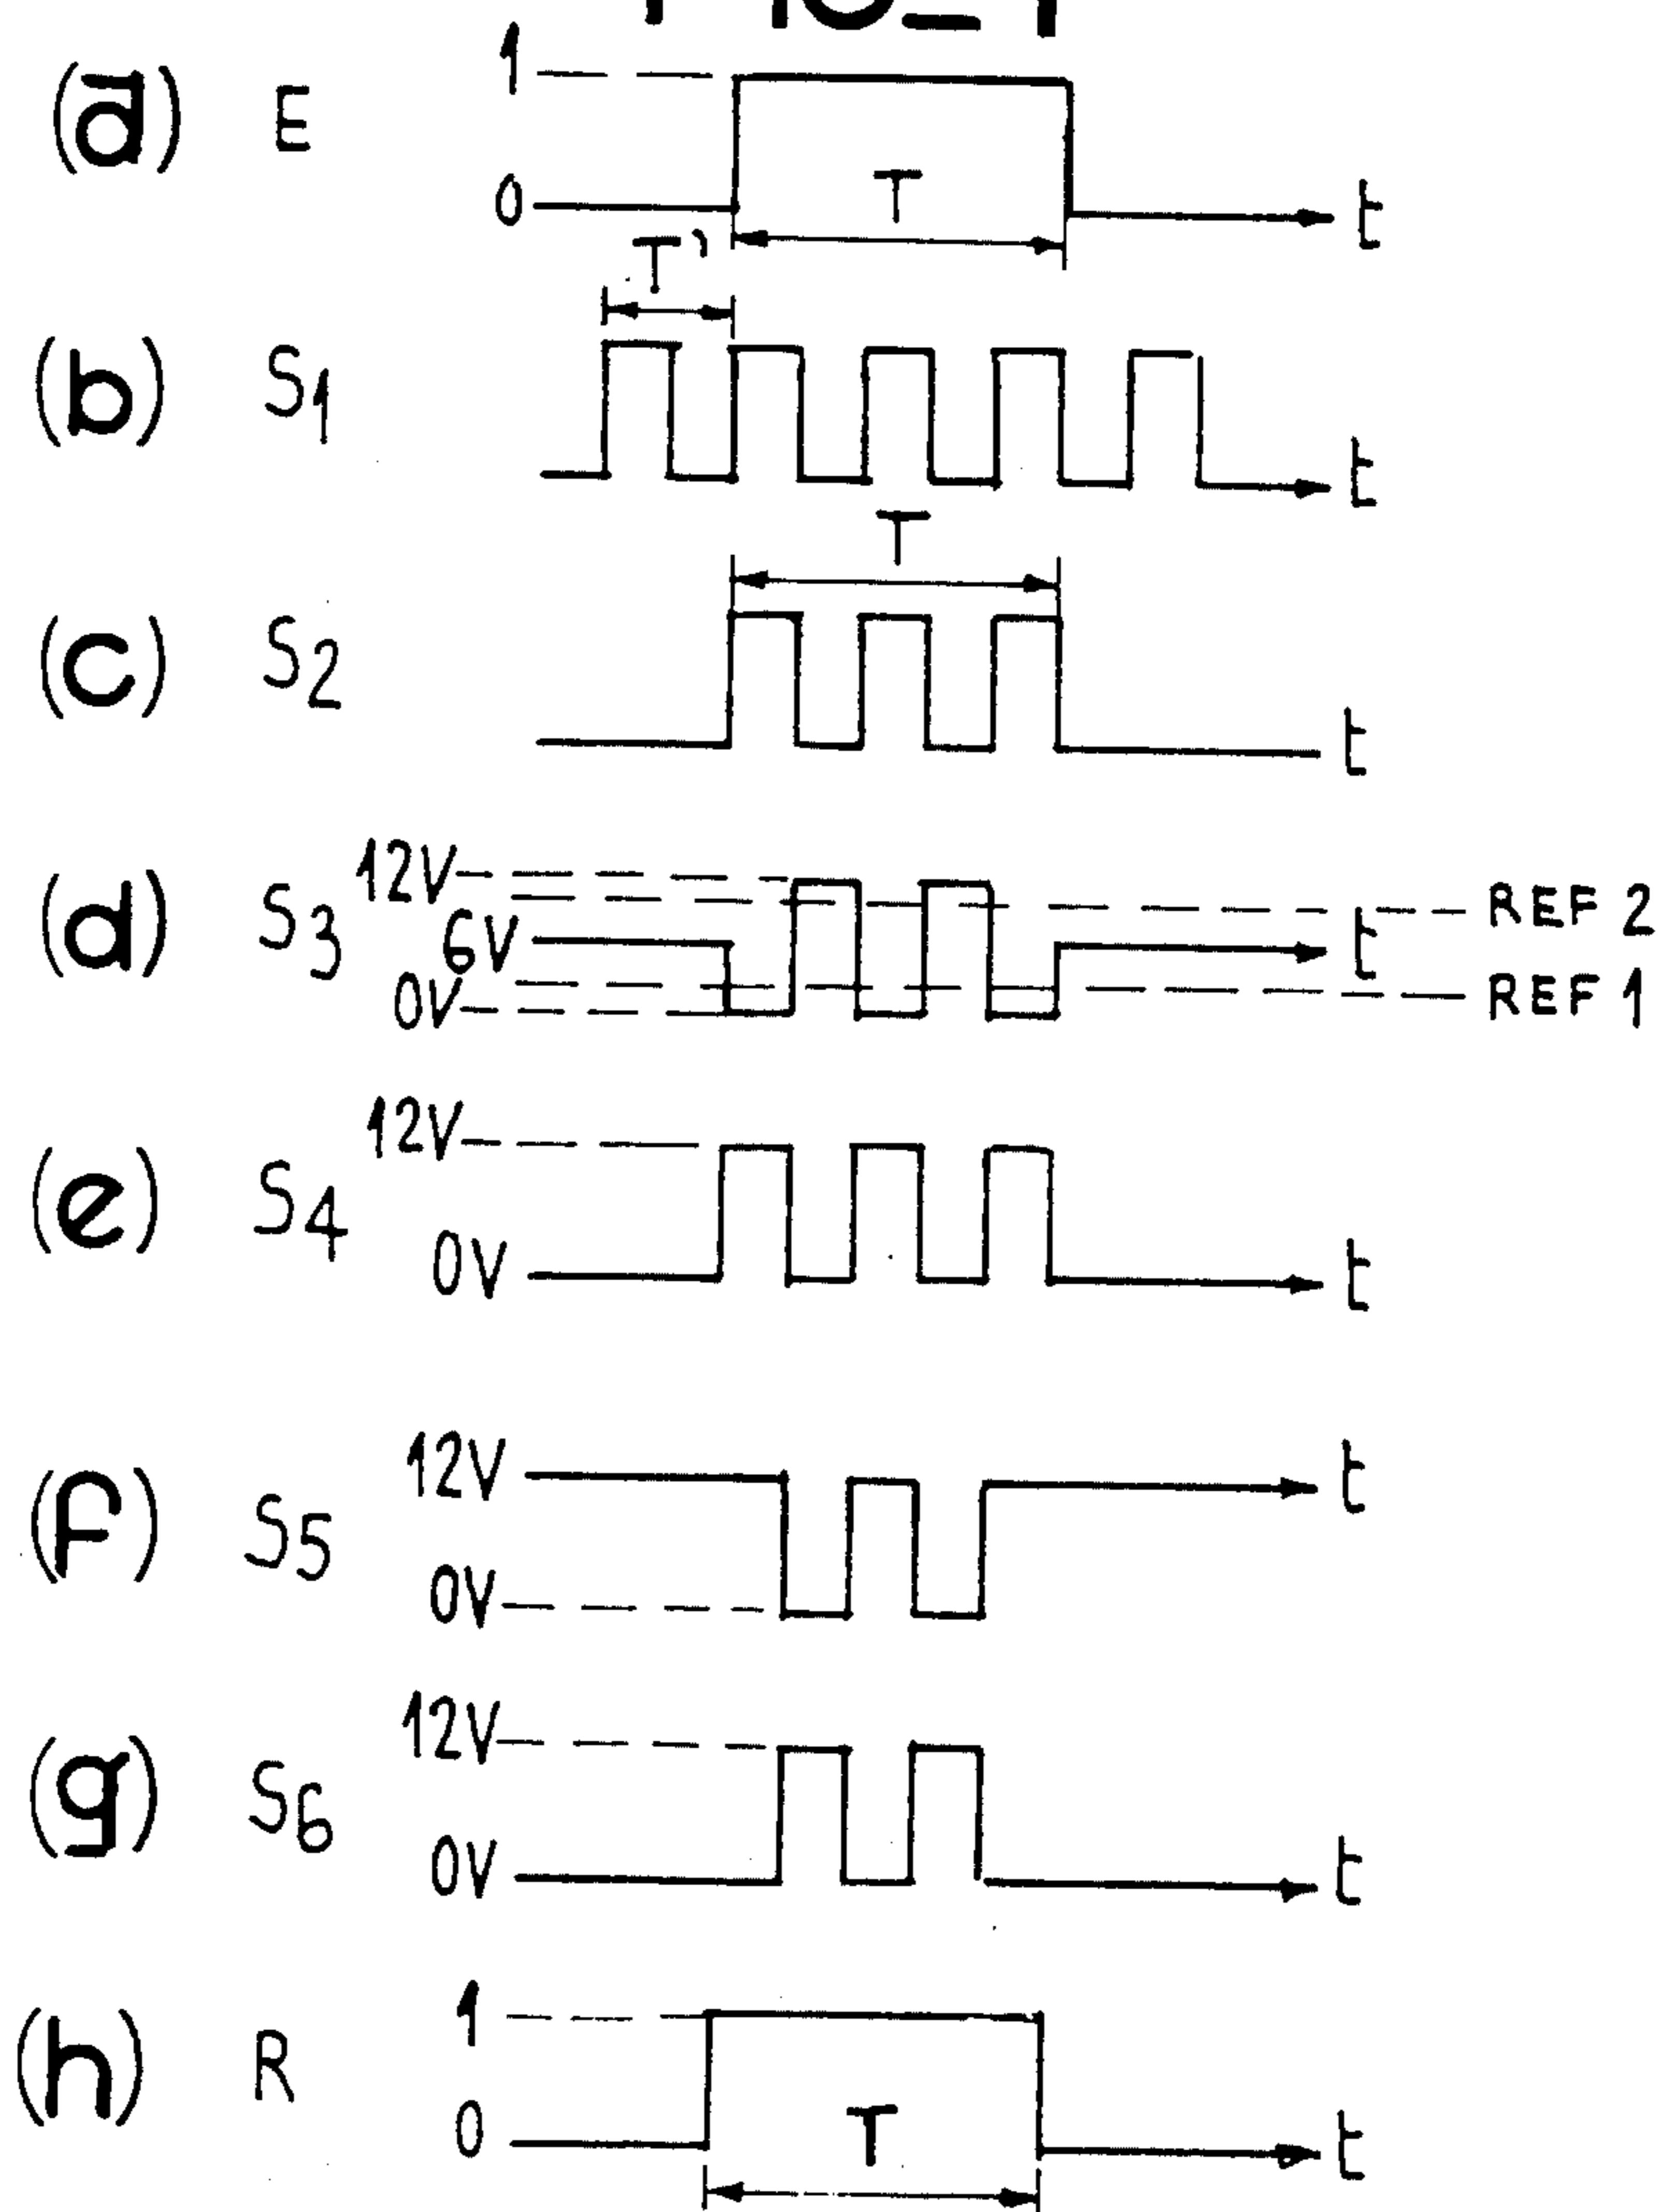 (a) E 1 0 T t
(b) S1 T' t
(c) S2 T t
(d) S3 12V 6V 0V t REF 2 REF 1
(e) S4 12V 0V t
(f) S5 12V 0V t
(g) S6 12V 0V t
(h) R 1 0 T t